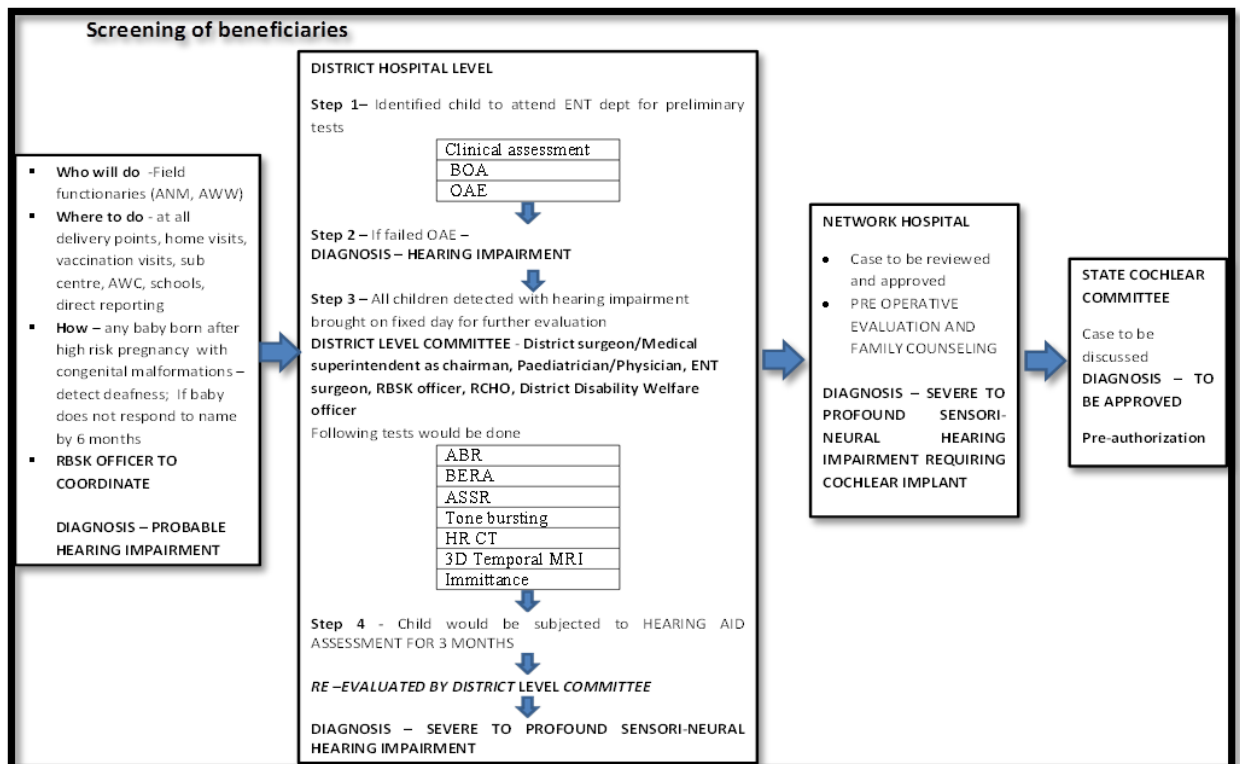 Screening of beneficiaries
▪ Who will do -Field
functionaries (ANM, AWW)
▪ Where to do - at all
delivery points, home visits,
vaccination visits, sub
centre, AWC, schools,
direct reporting
▪ How – any baby born after
high risk pregnancy with
congenital malformations –
detect deafness; If baby
does not respond to name
by 6 months
▪ RBSK OFFICER TO
COORDINATE
DIAGNOSIS – PROBABLE
HEARING IMPAIRMENT
DISTRICT HOSPITAL LEVEL
Step 1– Identified child to attend ENT dept for preliminary
tests
Clinical assessment
BOA
OAE
Step 2 – If failed OAE –
DIAGNOSIS – HEARING IMPAIRMENT
Step 3 – All children detected with hearing impairment
brought on fixed day for further evaluation
DISTRICT LEVEL COMMITTEE - District surgeon/Medical
superintendent as chairman, Paediatrician/Physician, ENT
surgeon, RBSK officer, RCHO, District Disability Welfare
officer
Following tests would be done
ABR
BERA
ASSR
Tone bursting
HR CT
3D Temporal MRI
Immittance
Step 4 - Child would be subjected to HEARING AID
ASSESSMENT FOR 3 MONTHS
RE –EVALUATED BY DISTRICT LEVEL COMMITTEE
DIAGNOSIS – SEVERE TO PROFOUND SENSORI-NEURAL
HEARING IMPAIRMENT
NETWORK HOSPITAL
• Case to be reviewed
and approved
• PRE OPERATIVE
EVALUATION AND
FAMILY COUNSELING
DIAGNOSIS – SEVERE TO
PROFOUND SENSORI-
NEURAL HEARING
IMPAIRMENT REQUIRING
COCHLEAR IMPLANT
STATE COCHLEAR
COMMITTEE
Case to be
discussed
DIAGNOSIS – TO
BE APPROVED
Pre-authorization